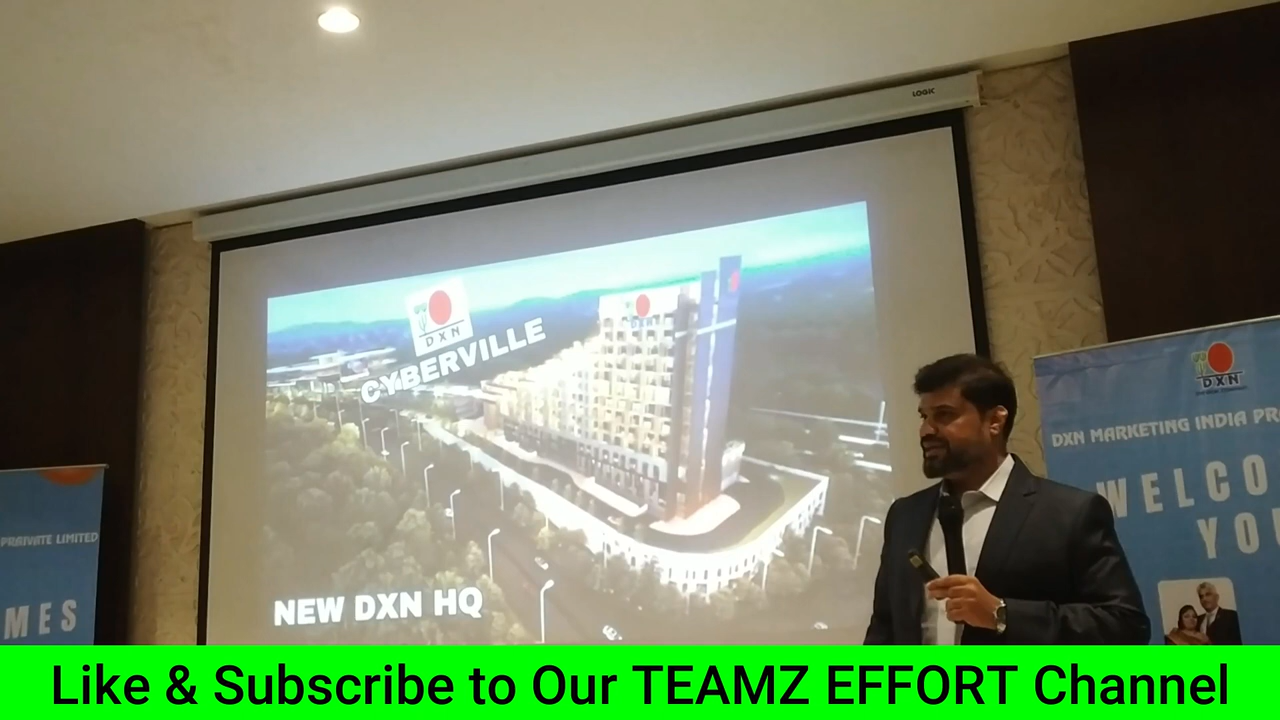 LOGIC
DXN
CYBERVILLE
NEW DXN HQ
DXN
DXN MARKETING INDIA PR
WELCO
YOU
PRAIVITE LIMITED
MES
Like & Subscribe to Our TEAMZ EFFORT Channel